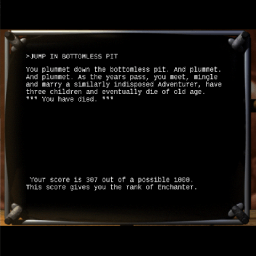 >JUMP IN BOTTOMLESS PIT
You plummet down the bottomless pit. And plummet.
And plummet. As the years pass, you meet, mingle
and marry a similarly indisposed Adventurer, have
three children and eventually die of old age.
*** You have died. ***
Your score is 307 out of a possible 1000.
This score gives you the rank of Enchanter.